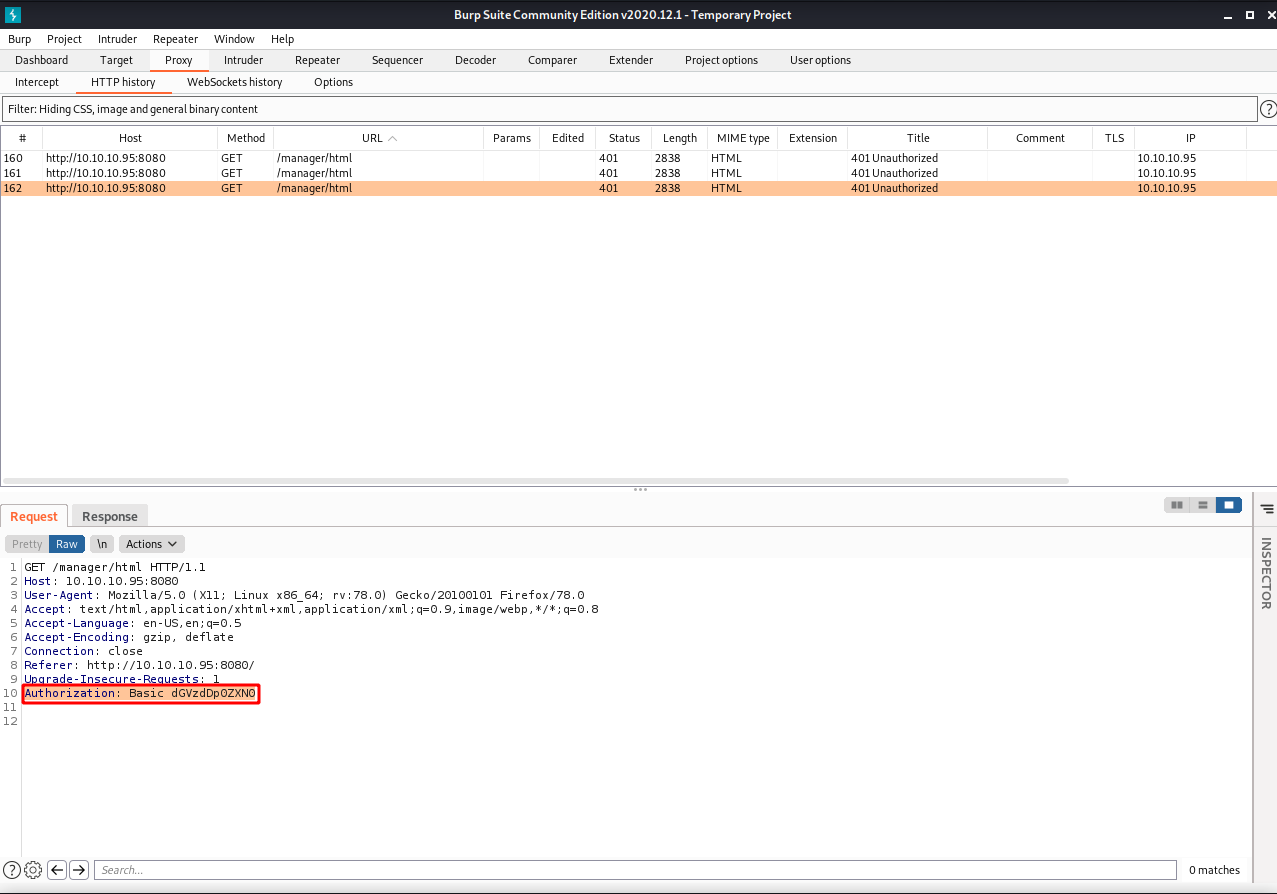 Burp Suite Community Edition v2020.12.1 - Temporary Project
Burp Project Intruder Repeater Window Help
Dashboard Target Proxy Intruder Repeater Sequencer Decoder Comparer Extender Project options User options
Intercept HTTP history WebSockets history Options
Filter: Hiding CSS, image and general binary content ?
# Host Method URL Params Edited Status Length MIME type Extension Title Comment TLS IP
160 http://10.10.10.95:8080 GET /manager/html 401 2838 HTML 401 Unauthorized 10.10.10.95
161 http://10.10.10.95:8080 GET /manager/html 401 2838 HTML 401 Unauthorized 10.10.10.95
162 http://10.10.10.95:8080 GET /manager/html 401 2838 HTML 401 Unauthorized 10.10.10.95
Request Response
Pretty Raw \n Actions
INSPECTOR
1 GET /manager/html HTTP/1.1
2 Host: 10.10.10.95:8080
3 User-Agent: Mozilla/5.0 (X11; Linux x86_64; rv:78.0) Gecko/20100101 Firefox/78.0
4 Accept: text/html,application/xhtml+xml,application/xml;q=0.9,image/webp,*/*;q=0.8
5 Accept-Language: en-US,en;q=0.5
6 Accept-Encoding: gzip, deflate
7 Connection: close
8 Referer: http://10.10.10.95:8080/
9 Upgrade-Insecure-Requests: 1
10 Authorization: Basic dGVzdDp0ZXN0
11
12
? Search... 0 matches